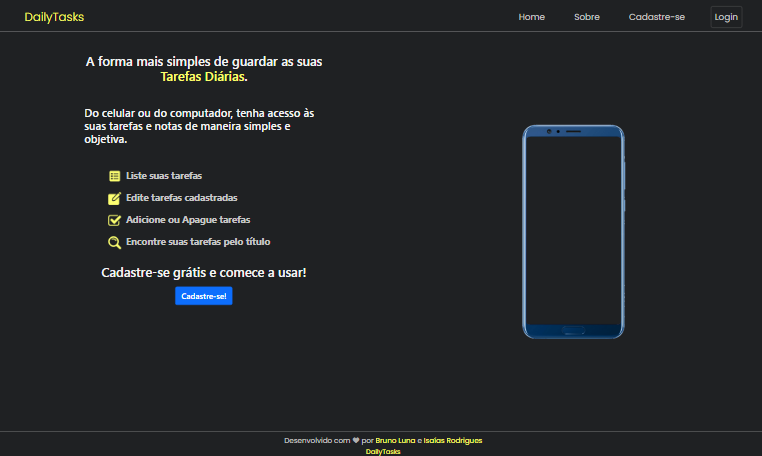 DailyTasks
Home
Sobre
Cadastre-se
Login
A forma mais simples de guardar as suas
Tarefas Diárias.
Do celular ou do computador, tenha acesso às
suas tarefas e notas de maneira simples e
objetiva.
Liste suas tarefas
Edite tarefas cadastradas
Adicione ou Apague tarefas
Encontre suas tarefas pelo título
Cadastre-se grátis e comece a usar!
Cadastre-se!
Desenvolvido com ❤ por Bruno Luna e Isaías Rodrigues
DailyTasks